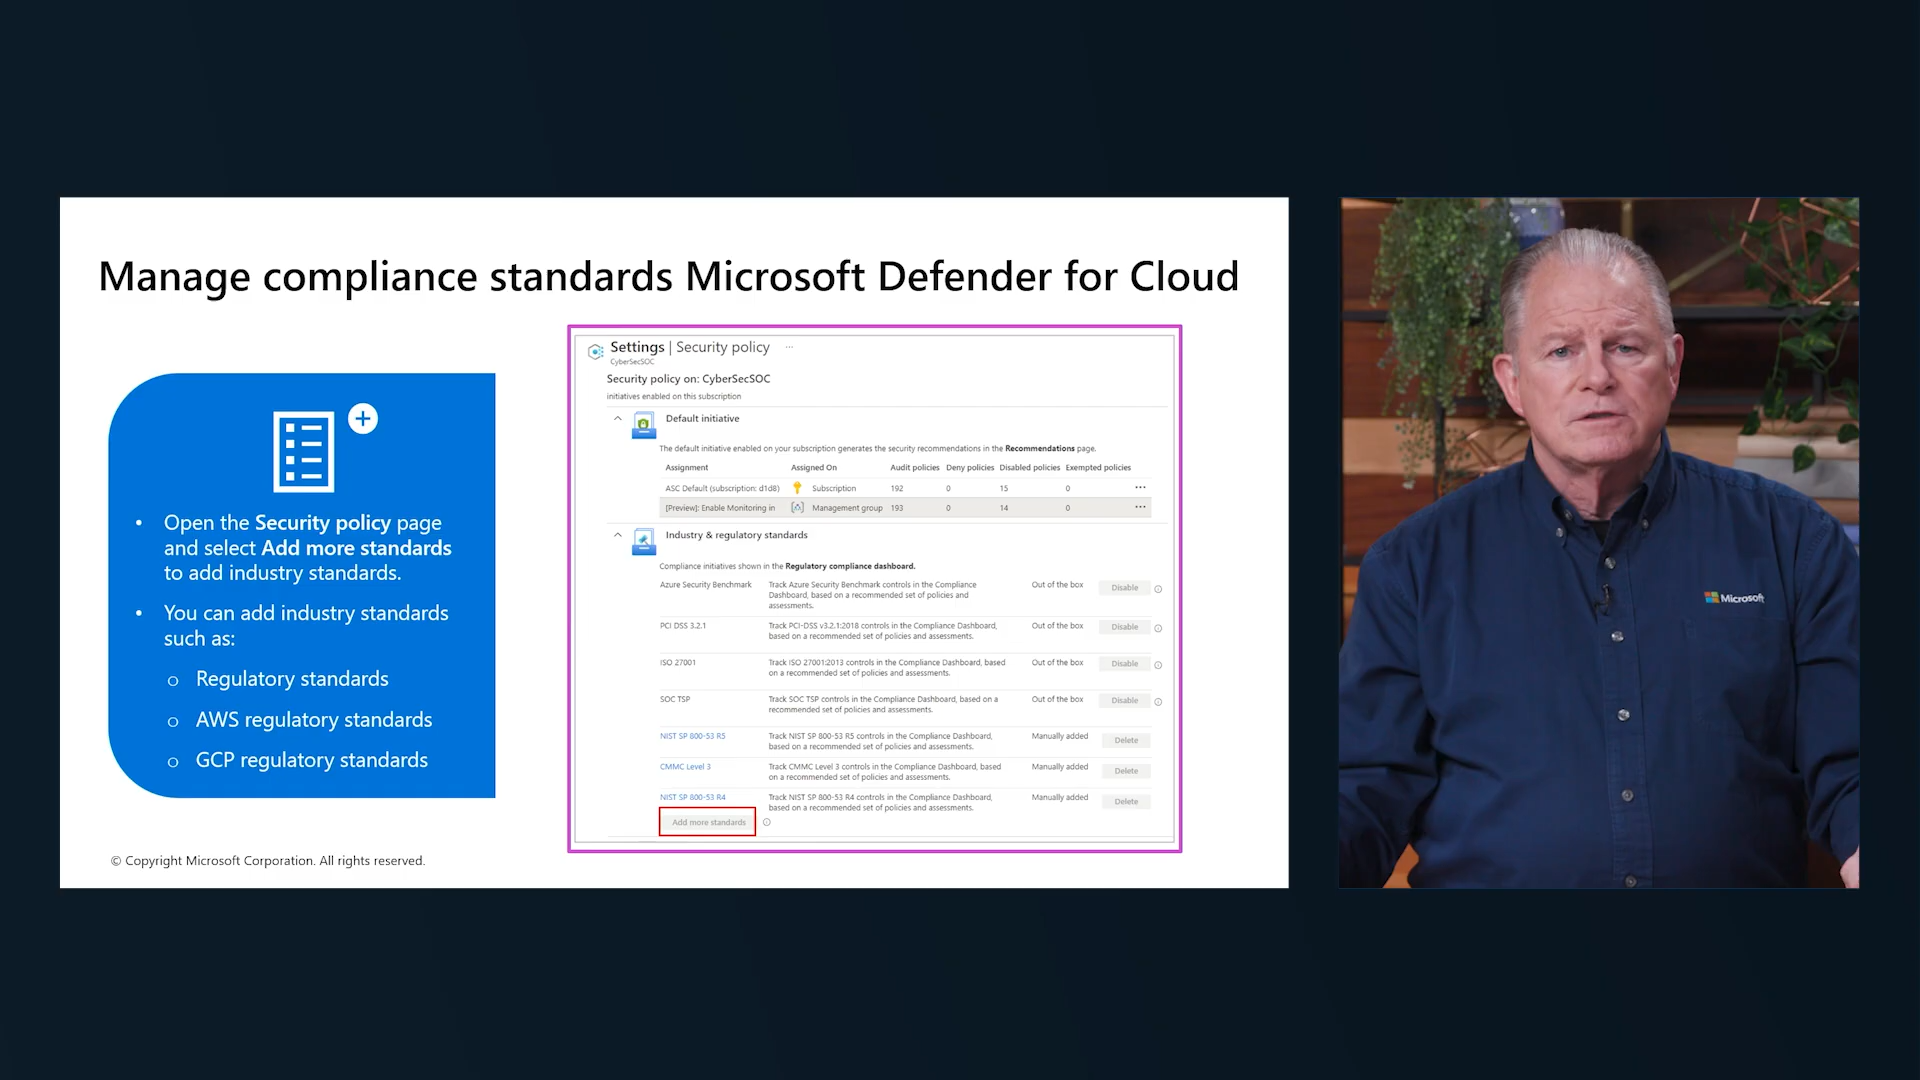 Manage compliance standards Microsoft Defender for Cloud
• Open the Security policy page
and select Add more standards
to add industry standards.
• You can add industry standards
such as:
o Regulatory standards
o AWS regulatory standards
o GCP regulatory standards
© Copyright Microsoft Corporation. All rights reserved.
Settings | Security policy ...
CyberSecSOC
Security policy on: CyberSecSOC
initiatives enabled on this subscription
Default initiative
The default initiative enabled on your subscription generates the security recommendations in the Recommendations page.
Assignment Assigned On Audit policies Deny policies Disabled policies Exempted policies
ASC Default (subscription: d1d8) Subscription 192 0 15 0 ...
[Preview]: Enable Monitoring in Management group 193 0 14 0 ...
Industry & regulatory standards
Compliance initiatives shown in the Regulatory compliance dashboard.
Azure Security Benchmark Track Azure Security Benchmark controls in the Compliance Out of the box Disable
Dashboard, based on a recommended set of policies and
assessments.
PCI DSS 3.2.1 Track PCI-DSS v3.2.1:2018 controls in the Compliance Dashboard, Out of the box Disable
based on a recommended set of policies and assessments.
ISO 27001 Track ISO 27001:2013 controls in the Compliance Dashboard, based Out of the box Disable
on a recommended set of policies and assessments.
SOC TSP Track SOC TSP controls in the Compliance Dashboard, based on a Out of the box Disable
recommended set of policies and assessments.
NIST SP 800-53 R5 Track NIST SP 800-53 R5 controls in the Compliance Dashboard, Manually added Delete
based on a recommended set of policies and assessments.
CMMC Level 3 Track CMMC Level 3 controls in the Compliance Dashboard, based Manually added Delete
on a recommended set of policies and assessments.
NIST SP 800-53 R4 Track NIST SP 800-53 R4 controls in the Compliance Dashboard, Manually added Delete
based on a recommended set of policies and assessments.
Add more standards
Microsoft